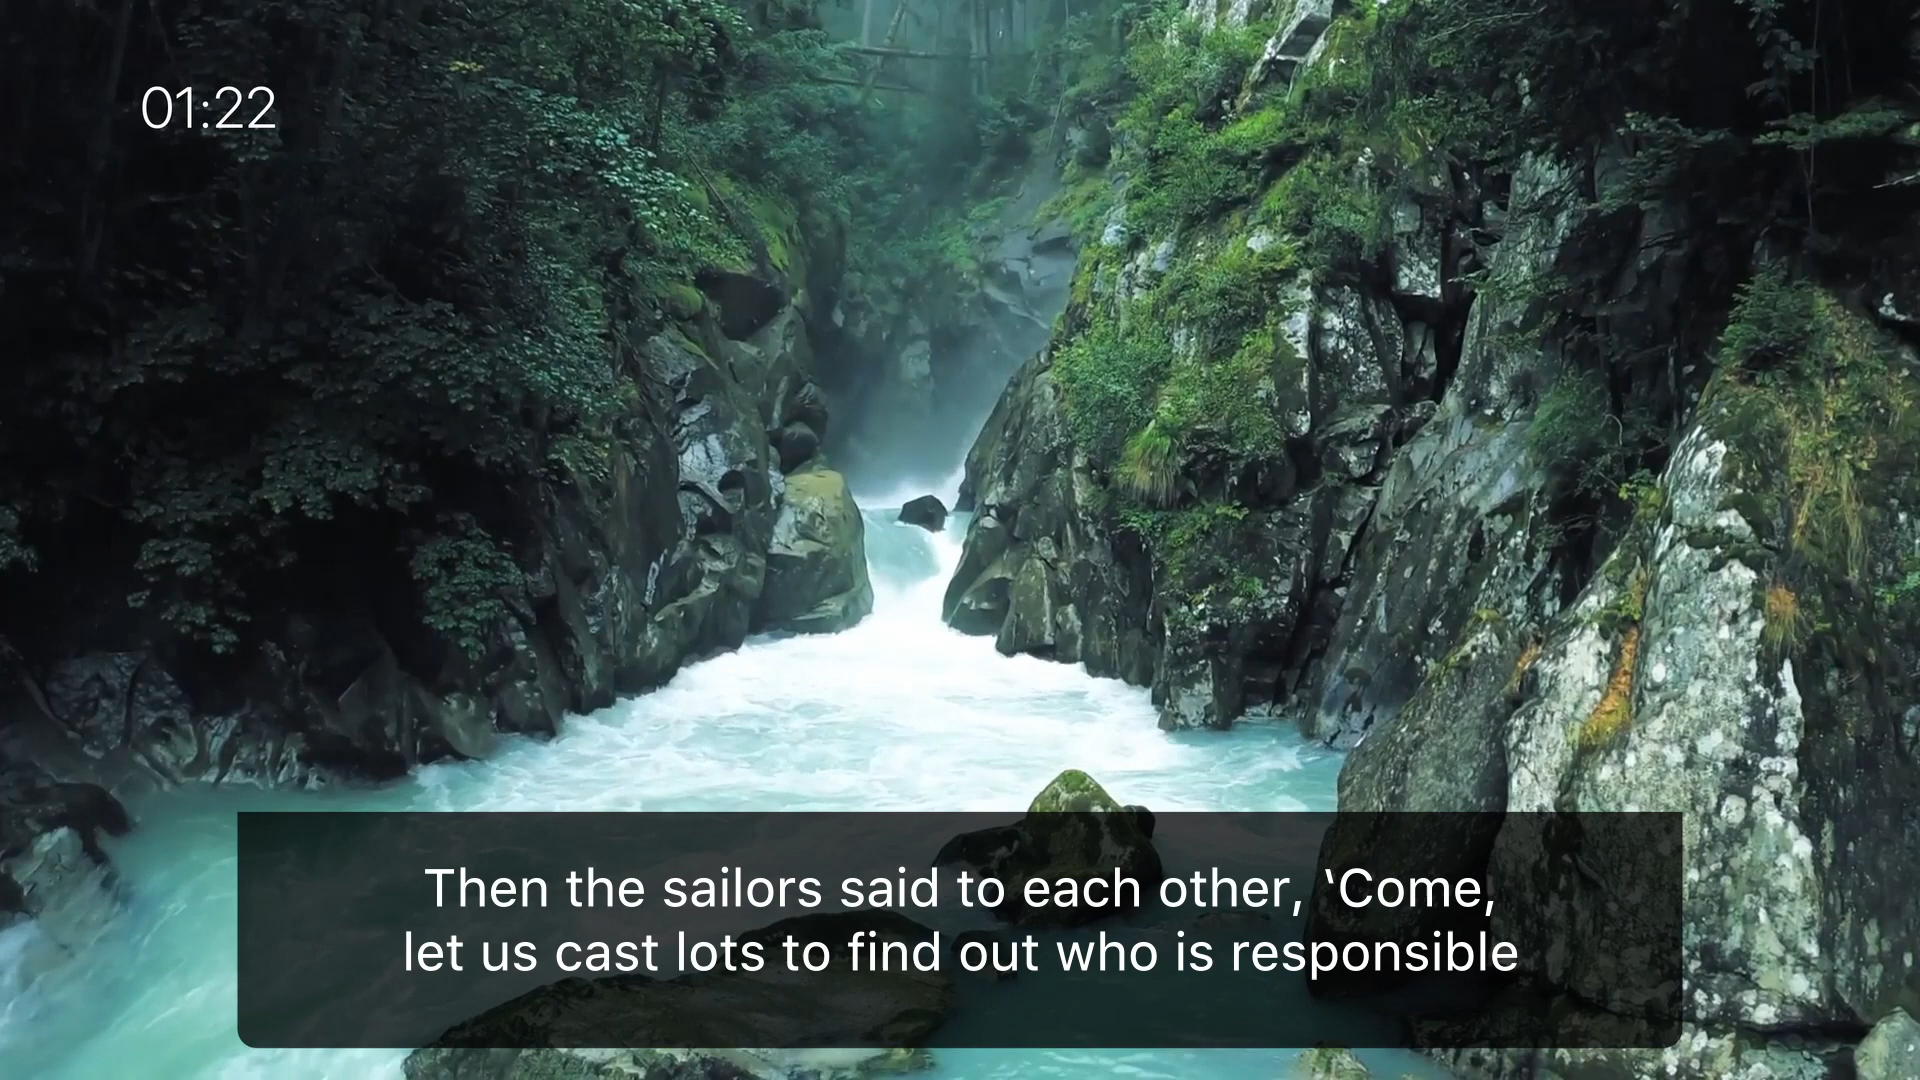 01:22
Then the sailors said to each other, ‘Come,
let us cast lots to find out who is responsible